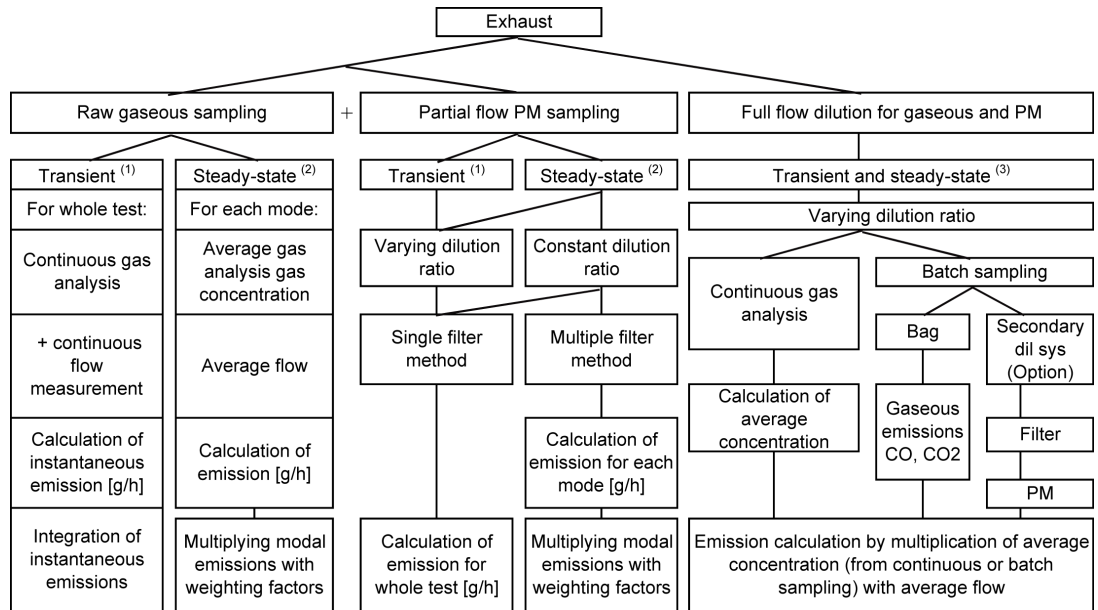 Exhaust
Raw gaseous sampling
+
Partial flow PM sampling
Full flow dilution for gaseous and PM
Transient (1)
Steady-state (2)
Transient (1)
Steady-state (2)
Transient and steady-state (3)
For whole test:
For each mode:
Varying dilution ratio
Continuous gas
analysis
Average gas
analysis gas
concentration
Varying dilution
ratio
Constant dilution
ratio
Continuous gas
analysis
Batch sampling
+ continuous
flow
measurement
Average flow
Single filter
method
Multiple filter
method
Bag
Secondary
dil sys
(Option)
Calculation of
average
concentration
Gaseous
emissions
CO, CO2
Filter
PM
Calculation of
instantaneous
emission [g/h]
Calculation of
emission [g/h]
Calculation of
emission for each
mode [g/h]
Integration of
instantaneous
emissions
Multiplying modal
emissions with
weighting factors
Calculation of
emission for
whole test [g/h]
Multiplying modal
emissions with
weighting factors
Emission calculation by multiplication of average
concentration (from continuous or batch
sampling) with average flow